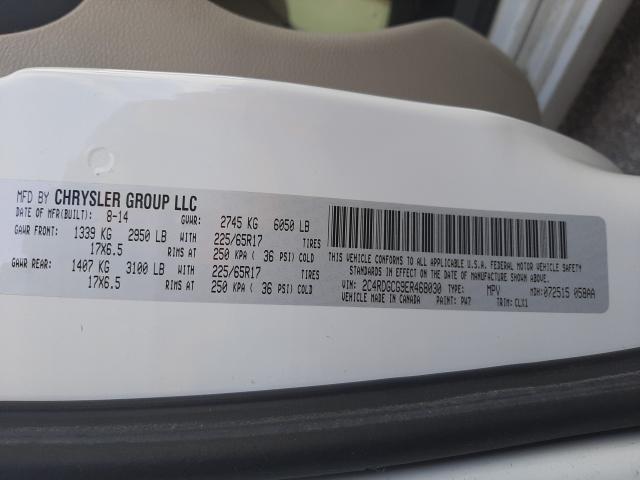 MFD BY CHRYSLER GROUP LLC
DATE OF MFR(BUILT): 8-14 GVWR: 2745 KG 6050 LB
GAWR FRONT: 1339 KG 2950 LB WITH 225/65R17 TIRES
17X6.5 RIMS AT 250 KPA ( 36 PSI) COLD
GAWR REAR: 1407 KG 3100 LB WITH 225/65R17 TIRES
17X6.5 RIMS AT 250 KPA ( 36 PSI) COLD
THIS VEHICLE CONFORMS TO ALL APPLICABLE U.S.A. FEDERAL MOTOR VEHICLE SAFETY
STANDARDS IN EFFECT ON THE DATE OF MANUFACTURE SHOWN ABOVE.
VIN: 2C4RDGCG9ER468030 TYPE: MPV MDH: 072515 058AA
VEHICLE MADE IN CANADA PAINT: PW7 TRIM: CLX1